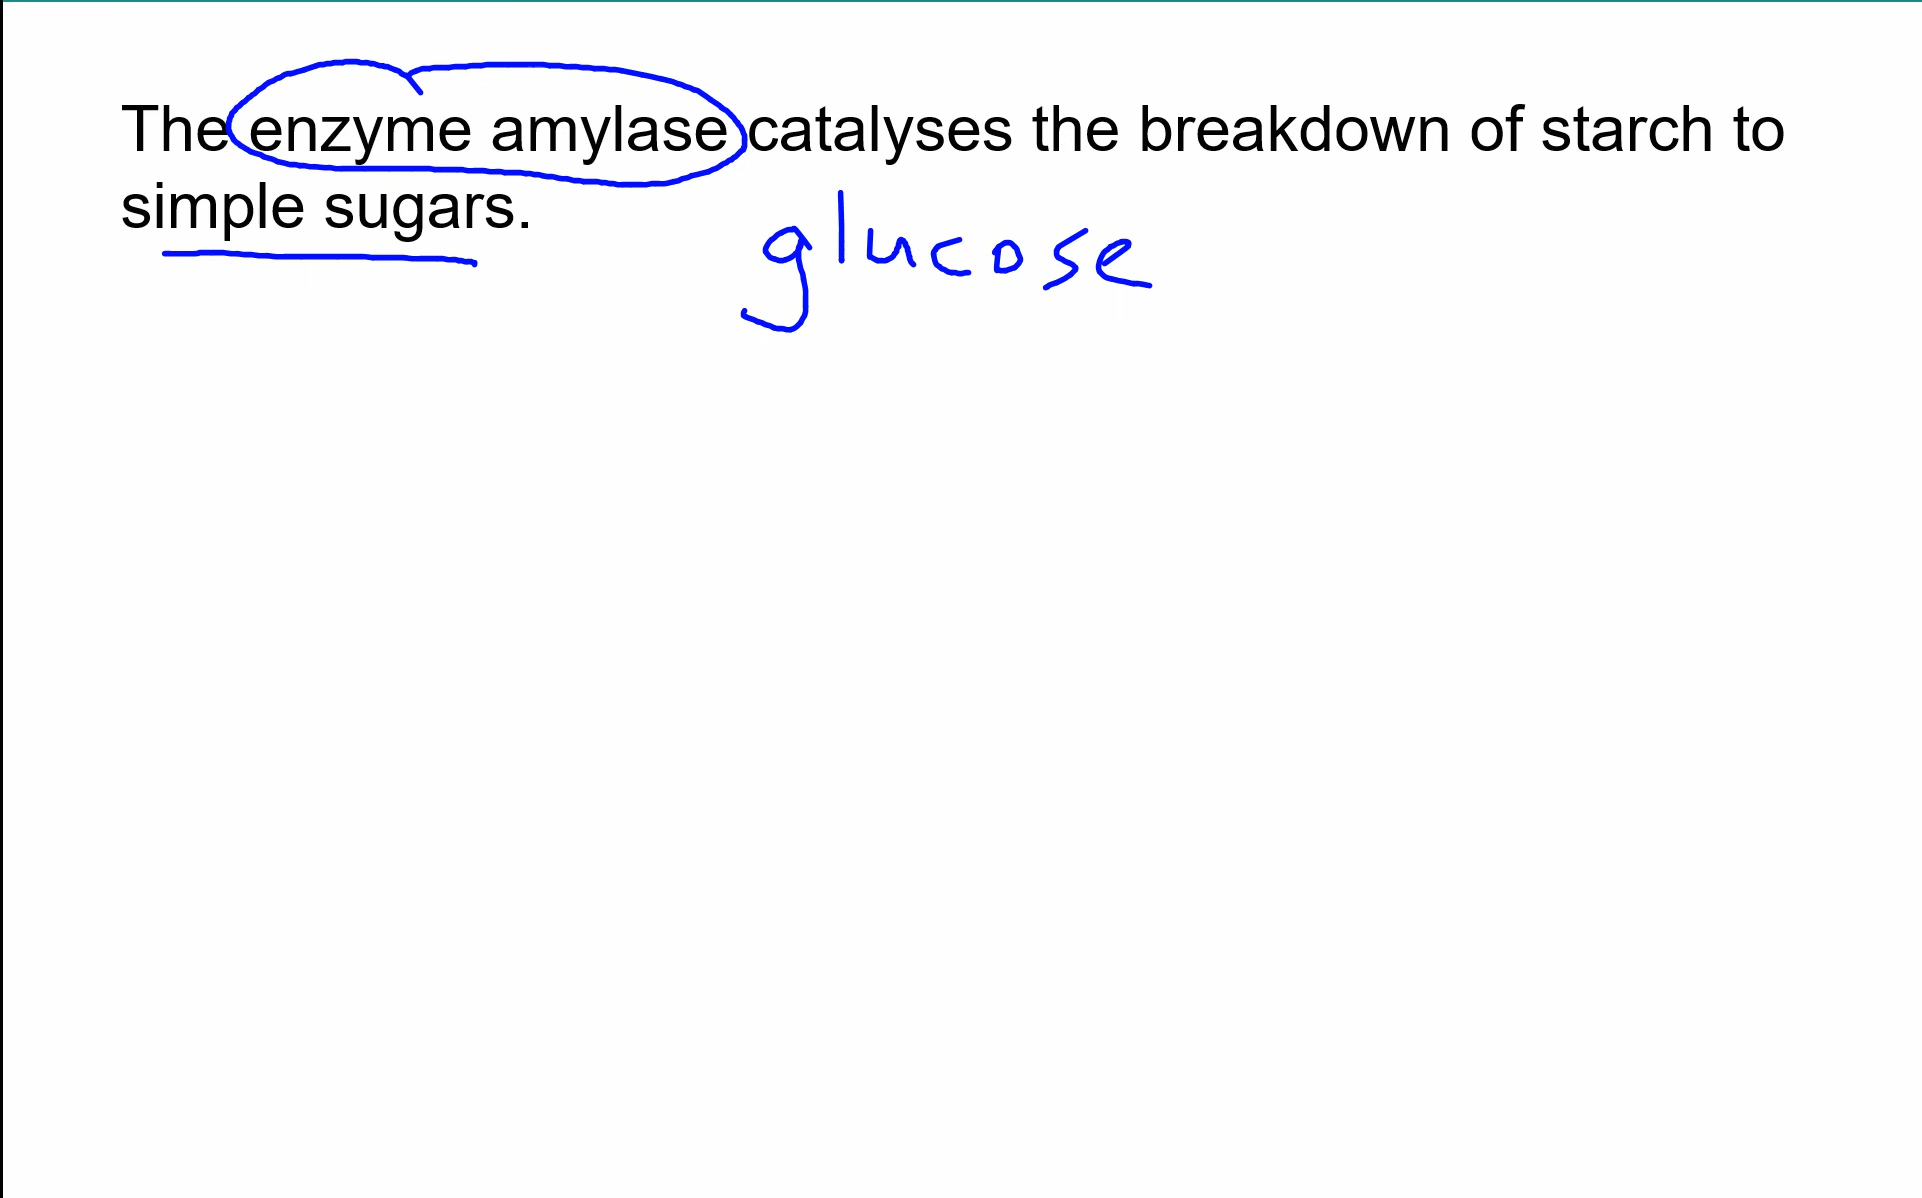 The enzyme amylase catalyses the breakdown of starch to
simple sugars.
glucose